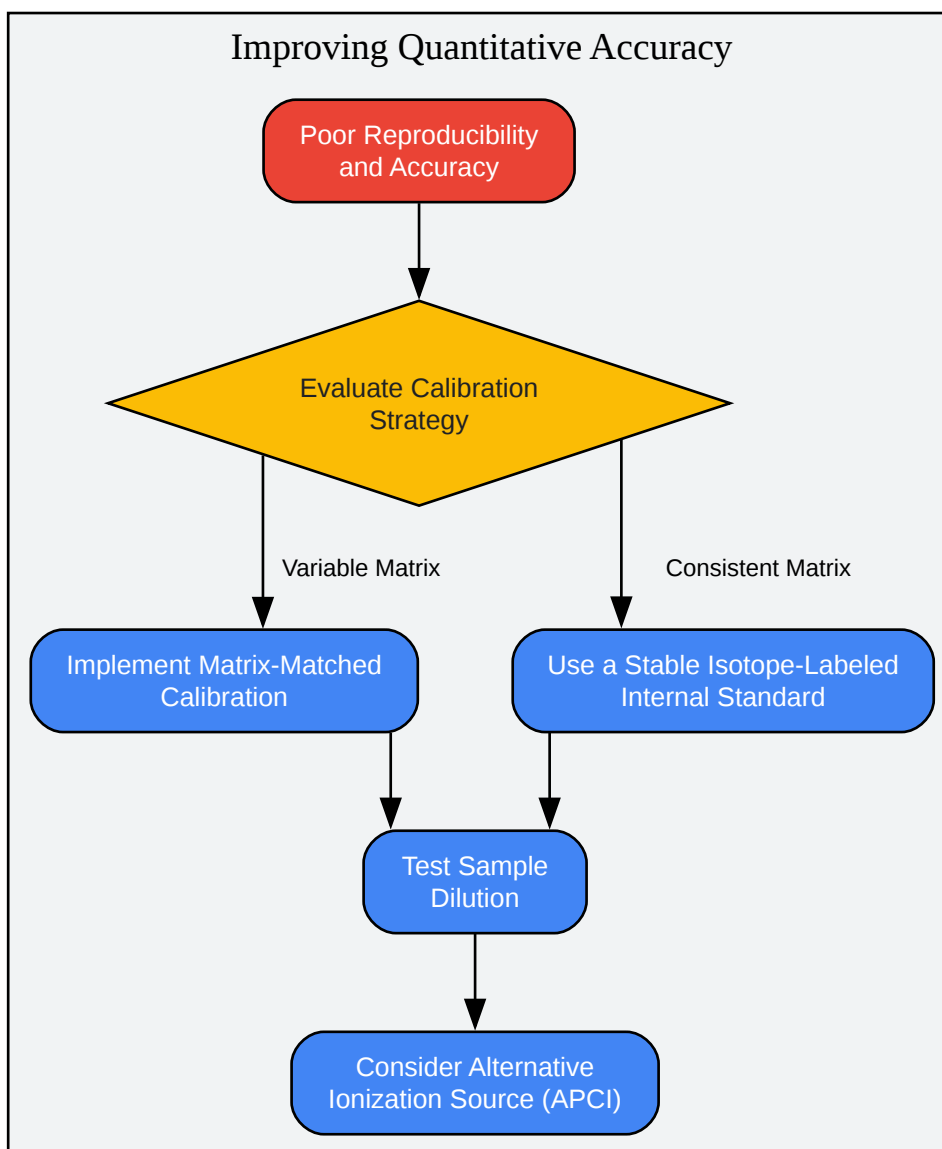 Improving Quantitative Accuracy
Poor Reproducibility
and Accuracy
Evaluate Calibration
Strategy
Variable Matrix
Consistent Matrix
Implement Matrix-Matched
Calibration
Use a Stable Isotope-Labeled
Internal Standard
Test Sample
Dilution
Consider Alternative
Ionization Source (APCI)